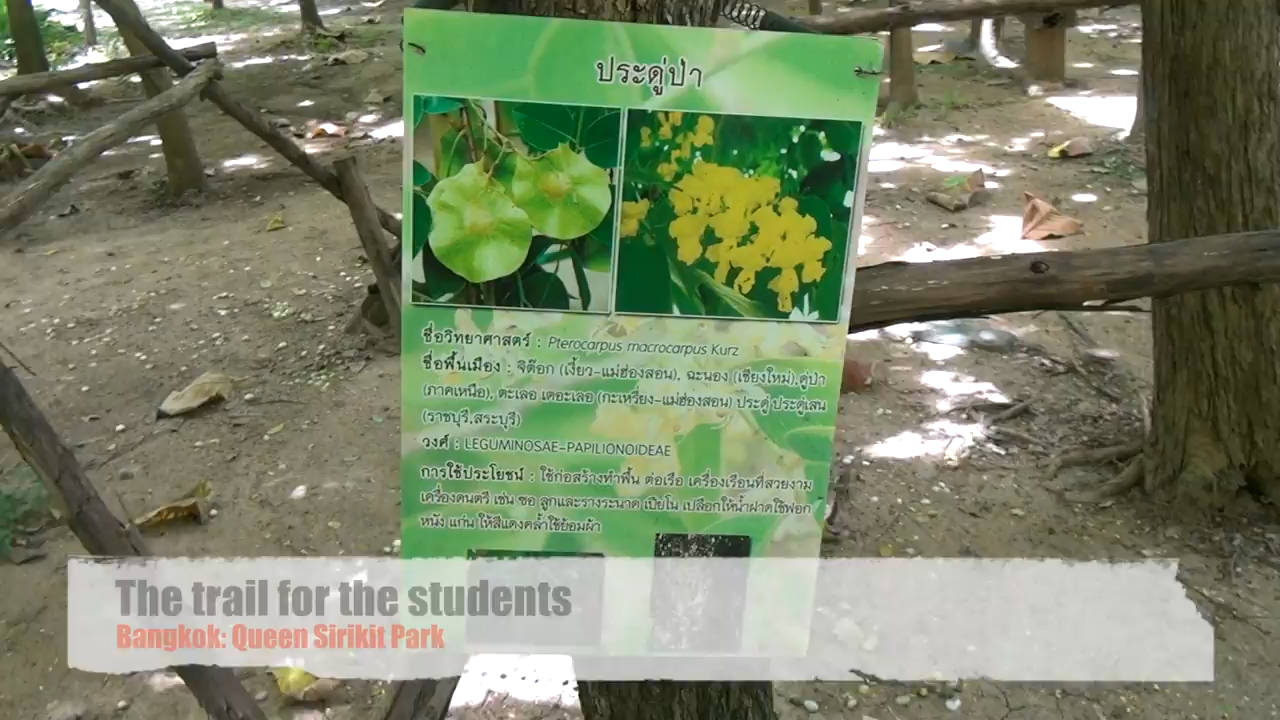 ประดู่ป่า
ชื่อวิทยาศาสตร์ : Pterocarpus macrocarpus Kurz
ชื่อพื้นเมือง : จิต๊อก (เงี้ยว-แม่ฮ่องสอน), ฉะนอง (เชียงใหม่),ดู่ป่า
(ภาคเหนือ), ตะเลอ เตอะเลอ (กะเหรี่ยง-แม่ฮ่องสอน) ประดู่ ประดู่เสน
(ราชบุรี,สระบุรี)
วงศ์ : LEGUMINOSAE-PAPILIONOIDEAE
การใช้ประโยชน์ : ใช้ก่อสร้างทำพื้น ต่อเรือ เครื่องเรือนที่สวยงาม
เครื่องดนตรี เช่น ซอ ลูกและรางระนาด เปียโน เปลือกให้น้ำฝาดใช้ฟอก
หนัง แก่น ให้สีแดงคล้ำใช้ย้อมผ้า
The trail for the students
Bangkok: Queen Sirikit Park